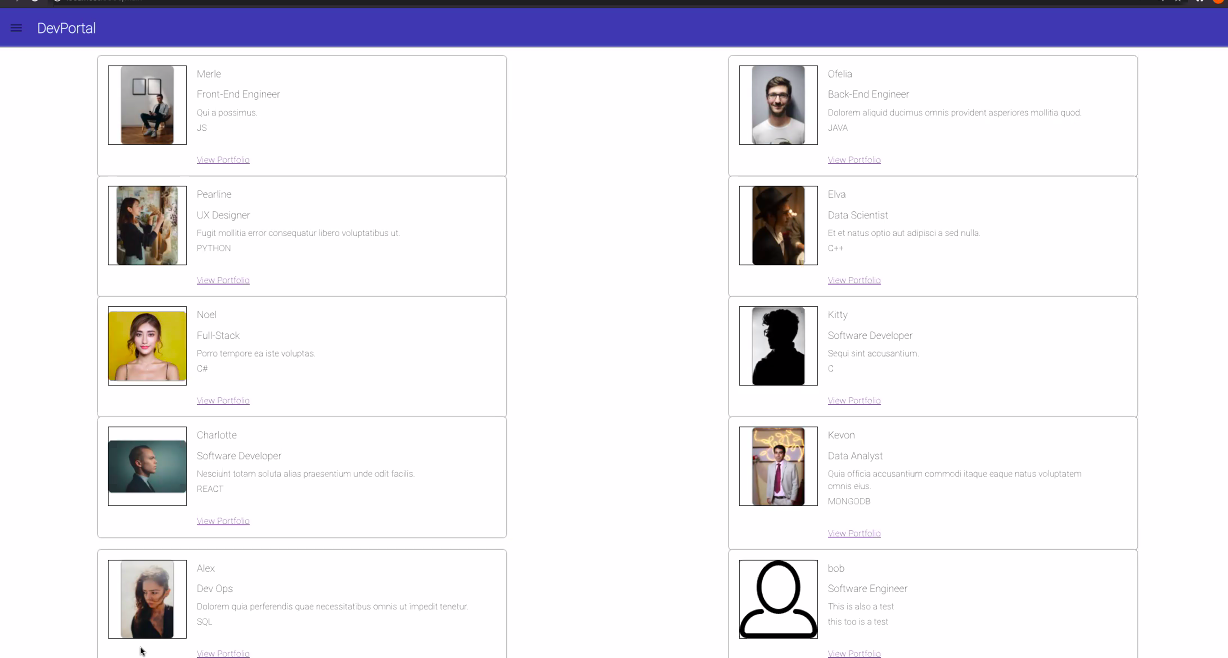 DevPortal
Merle
Front-End Engineer
Qui a possimus.
JS
View Portfolio
Ofelia
Back-End Engineer
Dolorem aliquid ducimus omnis provident asperiores mollitia quod.
JAVA
View Portfolio
Pearline
UX Designer
Fugit mollitia error consequatur libero voluptatibus ut.
PYTHON
View Portfolio
Elva
Data Scientist
Et et natus optio aut adipisci a sed nulla.
C++
View Portfolio
Noel
Full-Stack
Porro tempore ea iste voluptas.
C#
View Portfolio
Kitty
Software Developer
Sequi sint accusantium.
C
View Portfolio
Charlotte
Software Developer
Nesciunt totam soluta alias praesentium unde odit facilis.
REACT
View Portfolio
Kevon
Data Analyst
Quia officia accusantium commodi itaque eaque natus voluptatem
omnis eius.
MONGODB
View Portfolio
Alex
Dev Ops
Dolorem quia perferendis quae necessitatibus omnis ut impedit tenetur.
SQL
View Portfolio
bob
Software Engineer
This is also a test
this too is a test
View Portfolio